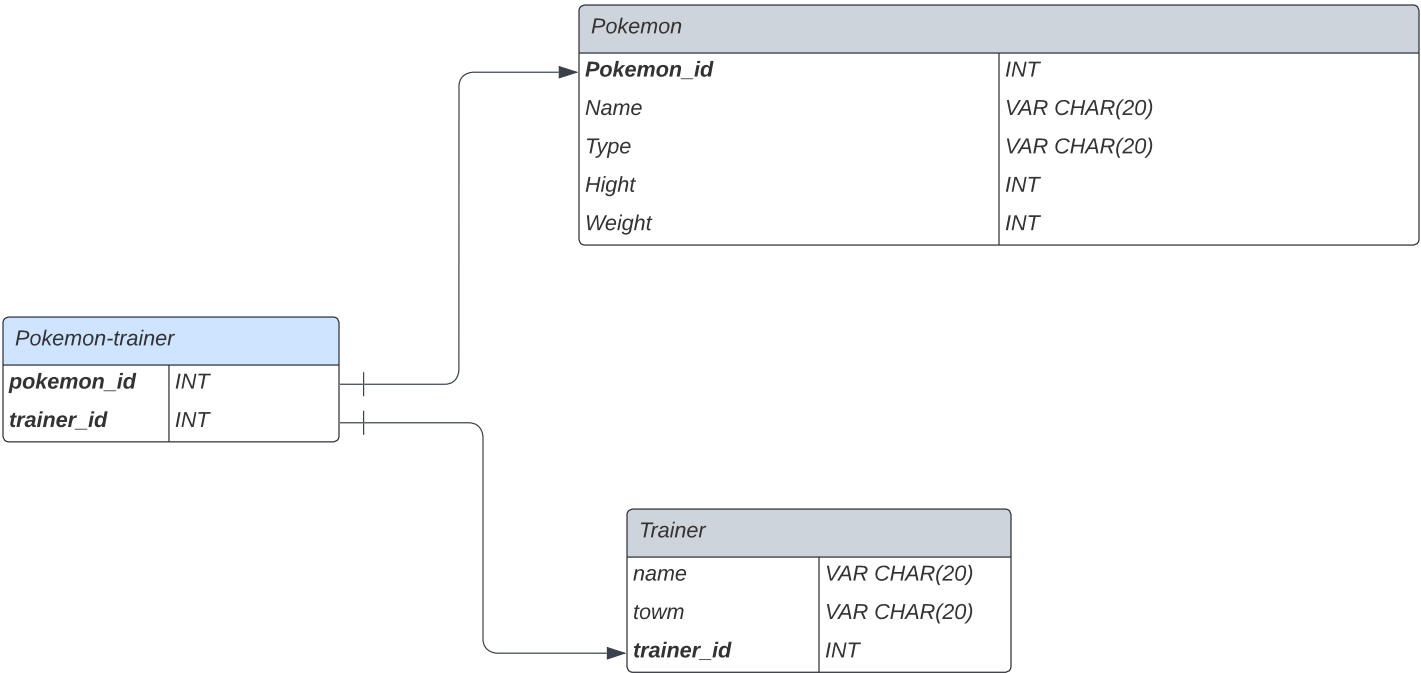 Pokemon
Pokemon_id INT
Name VAR CHAR(20)
Type VAR CHAR(20)
Hight INT
Weight INT
Pokemon-trainer
pokemon_id INT
trainer_id INT
Trainer
name VAR CHAR(20)
towm VAR CHAR(20)
trainer_id INT